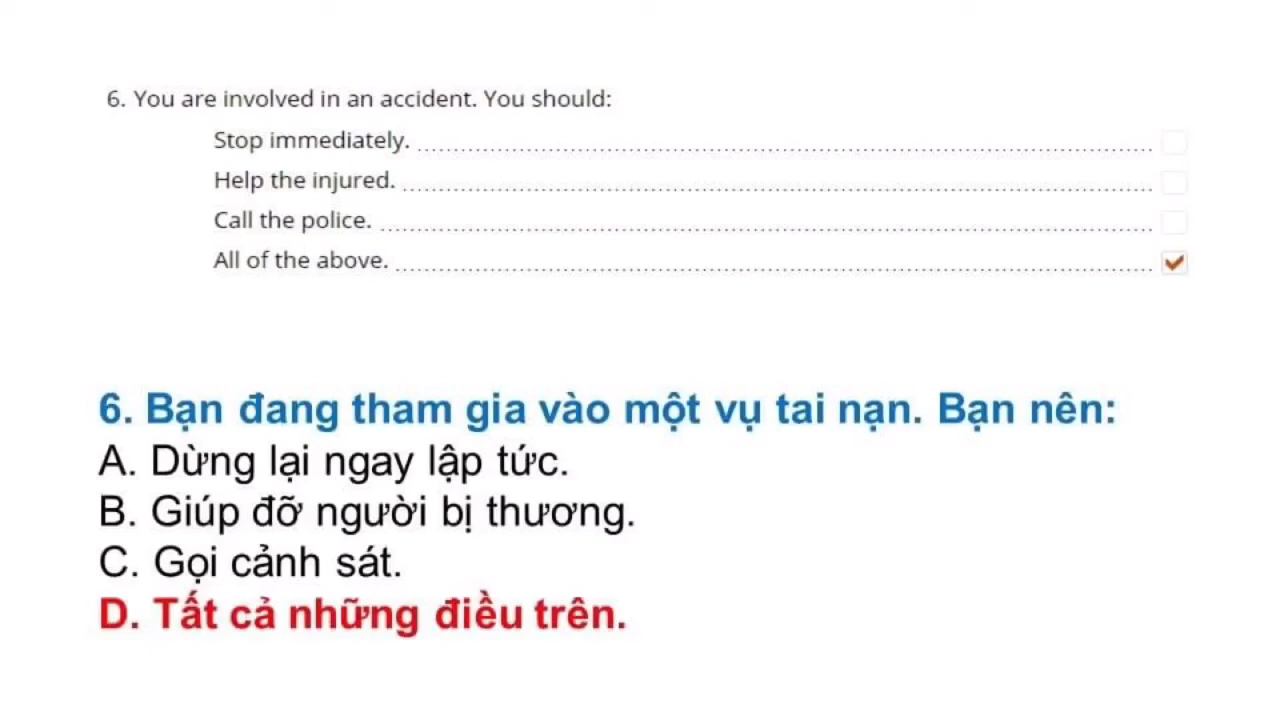 6. You are involved in an accident. You should:
Stop immediately.
Help the injured.
Call the police.
All of the above.
6. Bạn đang tham gia vào một vụ tai nạn. Bạn nên:
A. Dừng lại ngay lập tức.
B. Giúp đỡ người bị thương.
C. Gọi cảnh sát.
D. Tất cả những điều trên.